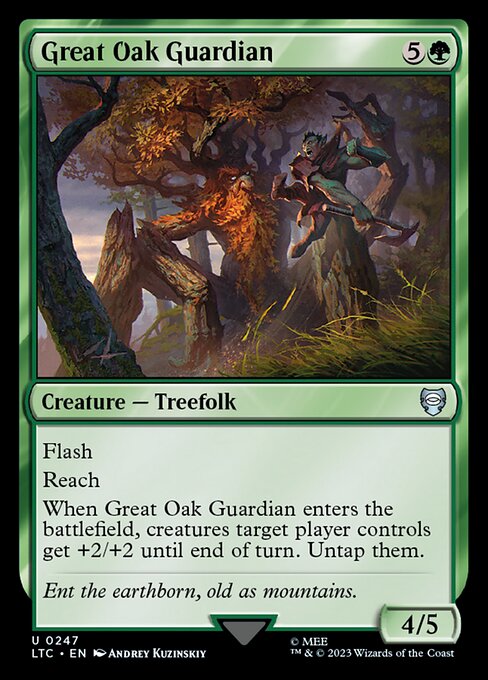 Great Oak Guardian 5
Creature — Treefolk
Flash
Reach
When Great Oak Guardian enters the
battlefield, creatures target player controls
get +2/+2 until end of turn. Untap them.
Ent the earthborn, old as mountains.
4/5
U 0247
LTC • EN Andrey Kuzinskiy
© MEE
™ & © 2023 Wizards of the Coast